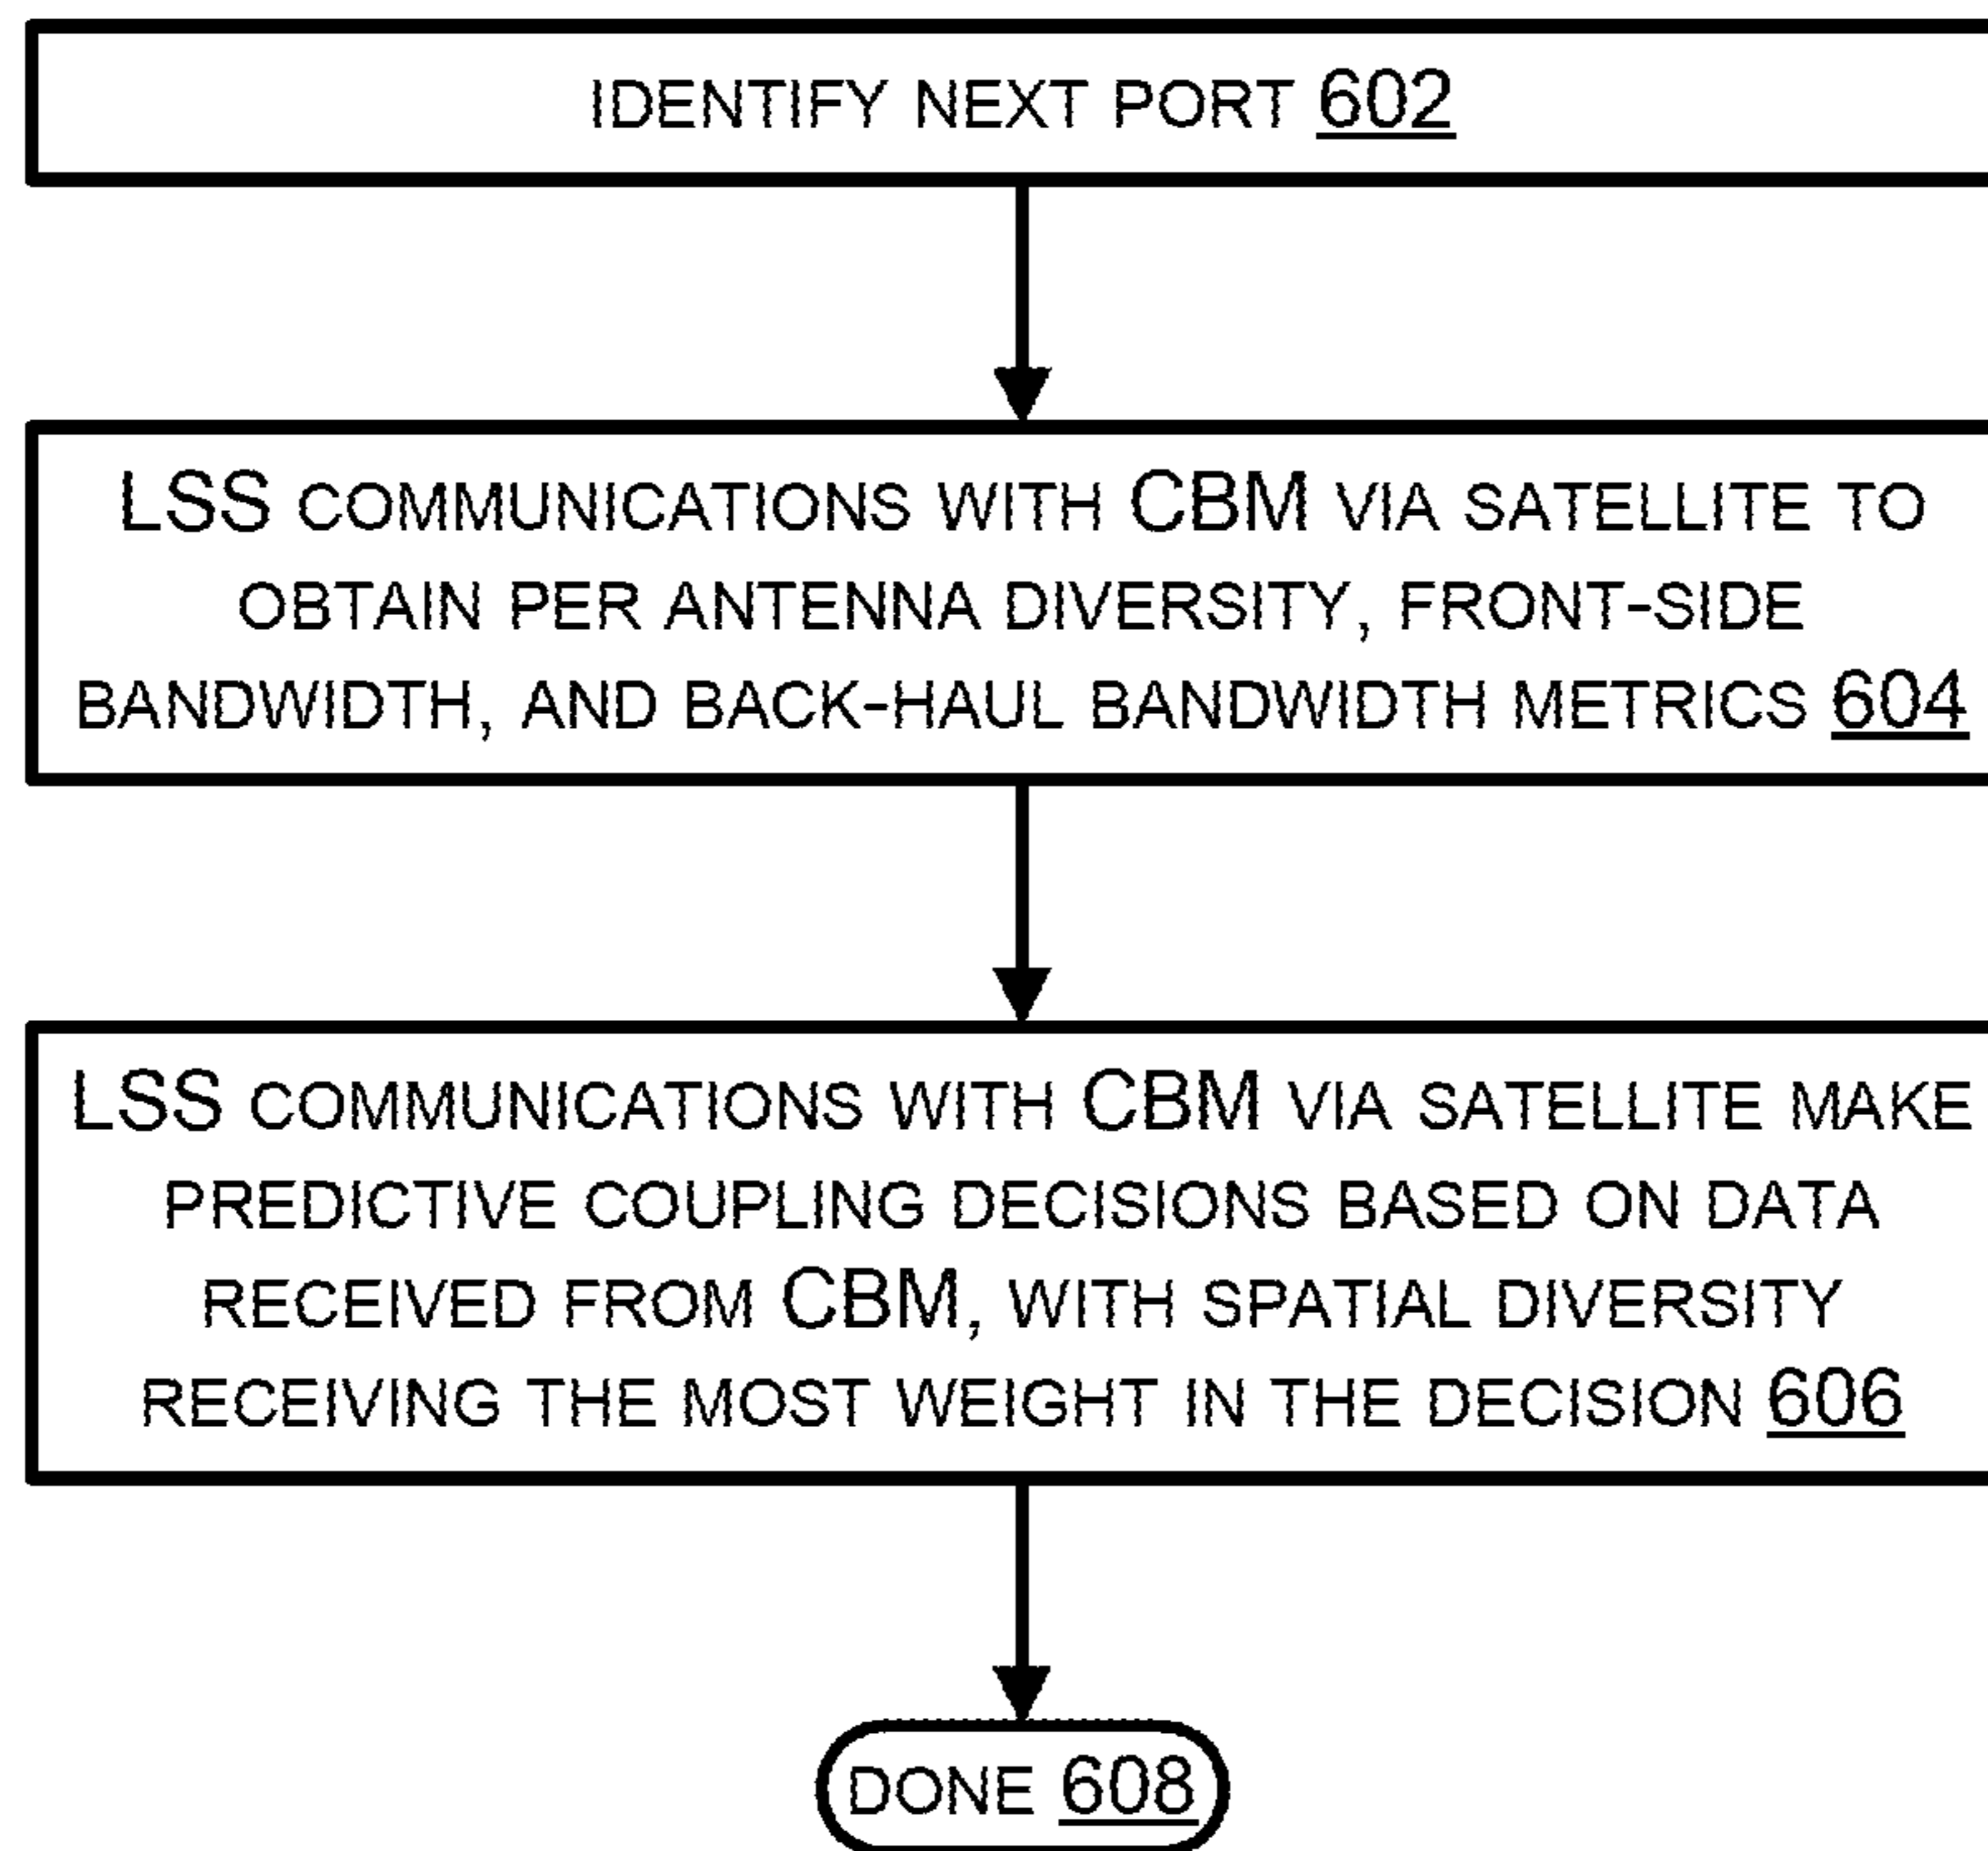 IDENTIFY NEXT PORT 602
LSS COMMUNICATIONS WITH CBM VIA SATELLITE TO
OBTAIN PER ANTENNA DIVERSITY, FRONT-SIDE
BANDWIDTH, AND BACK-HAUL BANDWIDTH METRICS 604
LSS COMMUNICATIONS WITH CBM VIA SATELLITE MAKE
PREDICTIVE COUPLING DECISIONS BASED ON DATA
RECEIVED FROM CBM, WITH SPATIAL DIVERSITY
RECEIVING THE MOST WEIGHT IN THE DECISION 606
DONE 608